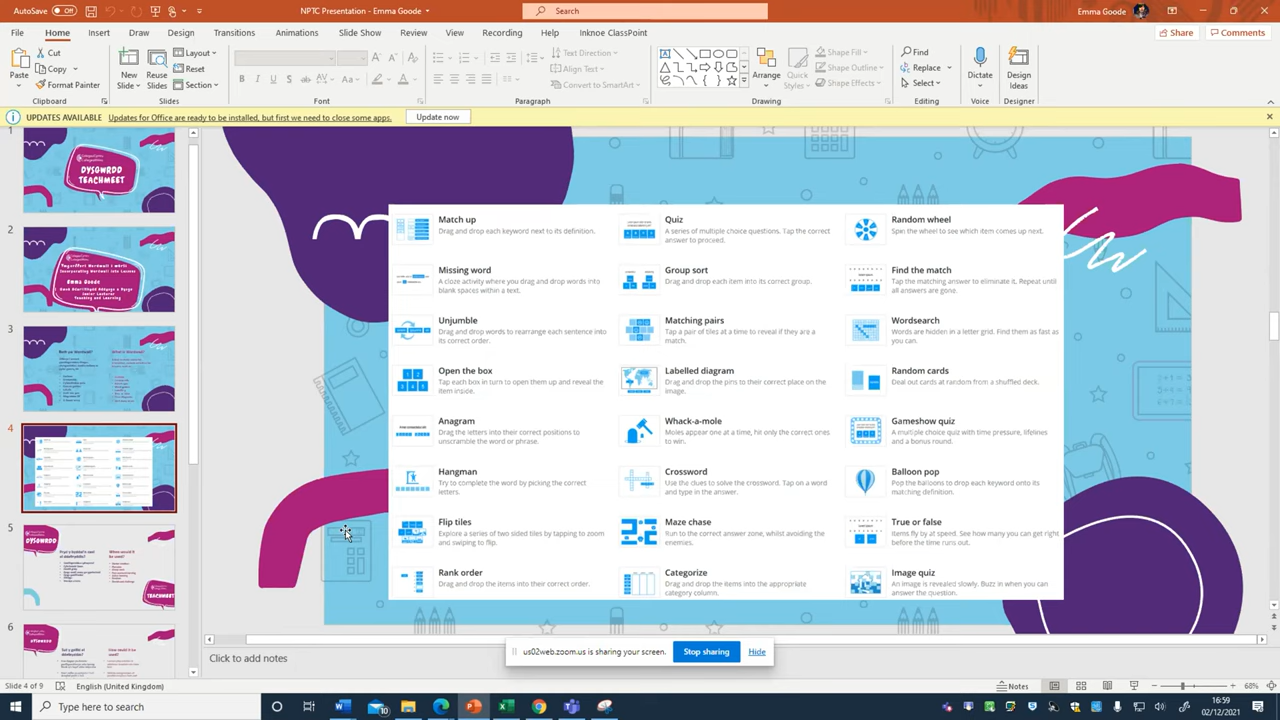 AutoSave Off NPTC Presentation - Emma Goode Search Emma Goode
File Home Insert Draw Design Transitions Animations Slide Show Review View Recording Help Inknoe ClassPoint Share Comments
Paste Cut Copy Format Painter Clipboard
New Slide Reuse Slides Layout Reset Section Slides
Font
Text Direction Align Text Convert to SmartArt Paragraph
Arrange Quick Styles Shape Fill Shape Outline Shape Effects Drawing
Find Replace Select Editing
Dictate Voice
Design Ideas Designer
UPDATES AVAILABLE Updates for Office are ready to be installed, but first we need to close some apps. Update now
1
DYSGWRDD
TEACHMEET
2
Emma Goode
5
DYSGWRDD
TEACHMEET
6
Match up
Drag and drop each keyword next to its definition.
Quiz
A series of multiple choice questions. Tap the correct
answer to proceed.
Random wheel
Spin the wheel to see which item comes up next.
Missing word
A cloze activity where you drag and drop words into
blank spaces within a text.
Group sort
Drag and drop each item into its correct group.
Find the match
Tap the matching answer to eliminate it. Repeat until
all answers are gone.
Unjumble
Drag and drop words to rearrange each sentence into
its correct order.
Matching pairs
Tap a pair of tiles at a time to reveal if they are a
match.
Wordsearch
Words are hidden in a letter grid. Find them as fast as
you can.
Open the box
Tap each box in turn to open them up and reveal the
item inside.
Labelled diagram
Drag and drop the pins to their correct place on the
image.
Random cards
Deal out cards at random from a shuffled deck.
Anagram
Drag the letters into their correct positions to
unscramble the word or phrase.
Whack-a-mole
Moles appear one at a time, hit only the correct ones
to win.
Gameshow quiz
A multiple choice quiz with time pressure, lifelines
and a bonus round.
Hangman
Try to complete the word by picking the correct
letters.
Crossword
Use the clues to solve the crossword. Tap on a word
and type in the answer.
Balloon pop
Pop the balloons to drop each keyword onto its
matching definition.
Flip tiles
Explore a series of two sided tiles by tapping to zoom
and swiping to flip.
Maze chase
Run to the correct answer zone, whilst avoiding the
enemies.
True or false
Items fly by at speed. See how many you can get right
before the time runs out.
Rank order
Drag and drop the items into their correct order.
Categorize
Drag and drop the items into the appropriate
category column.
Image quiz
An image is revealed slowly. Buzz in when you can
answer the question.
us02web.zoom.us is sharing your screen. Stop sharing Hide
Click to add notes
Slide 4 of 9 English (United Kingdom) Notes 68%
Type here to search 16:59
02/12/2021